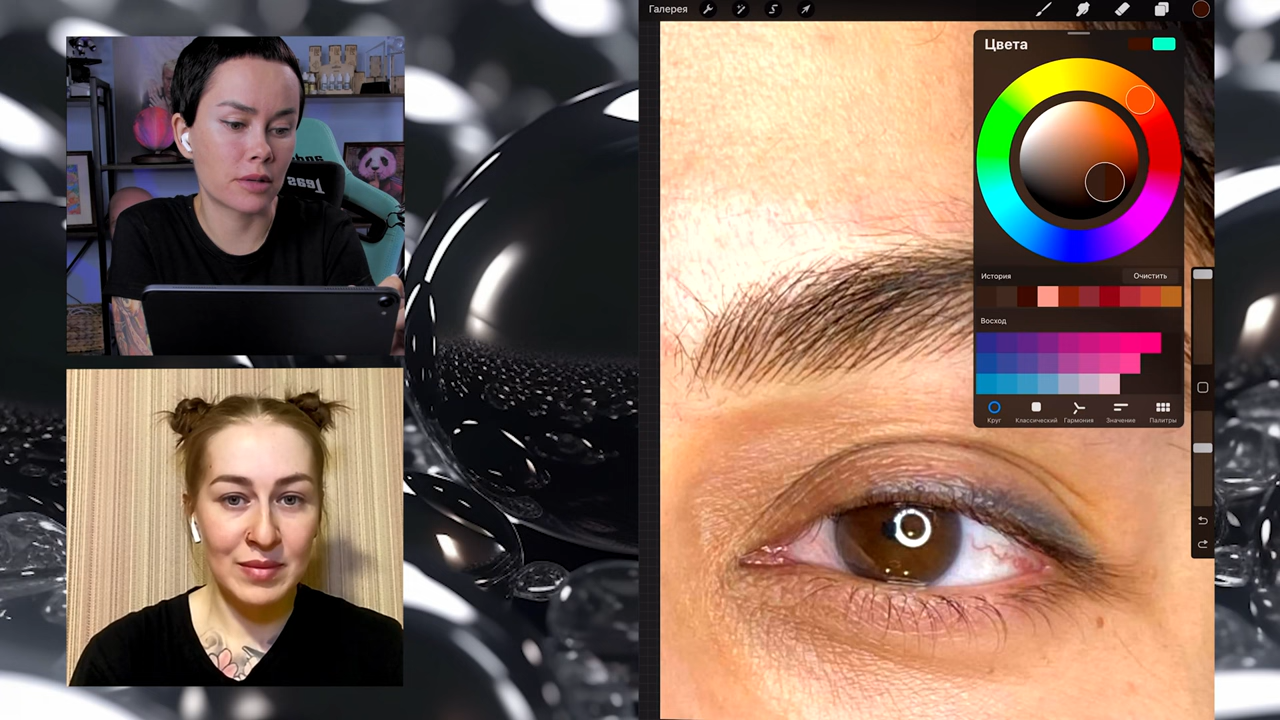 Галерея
Цвета
История
Очистить
Восход
Круг
Классический
Гармония
Значения
Палитры